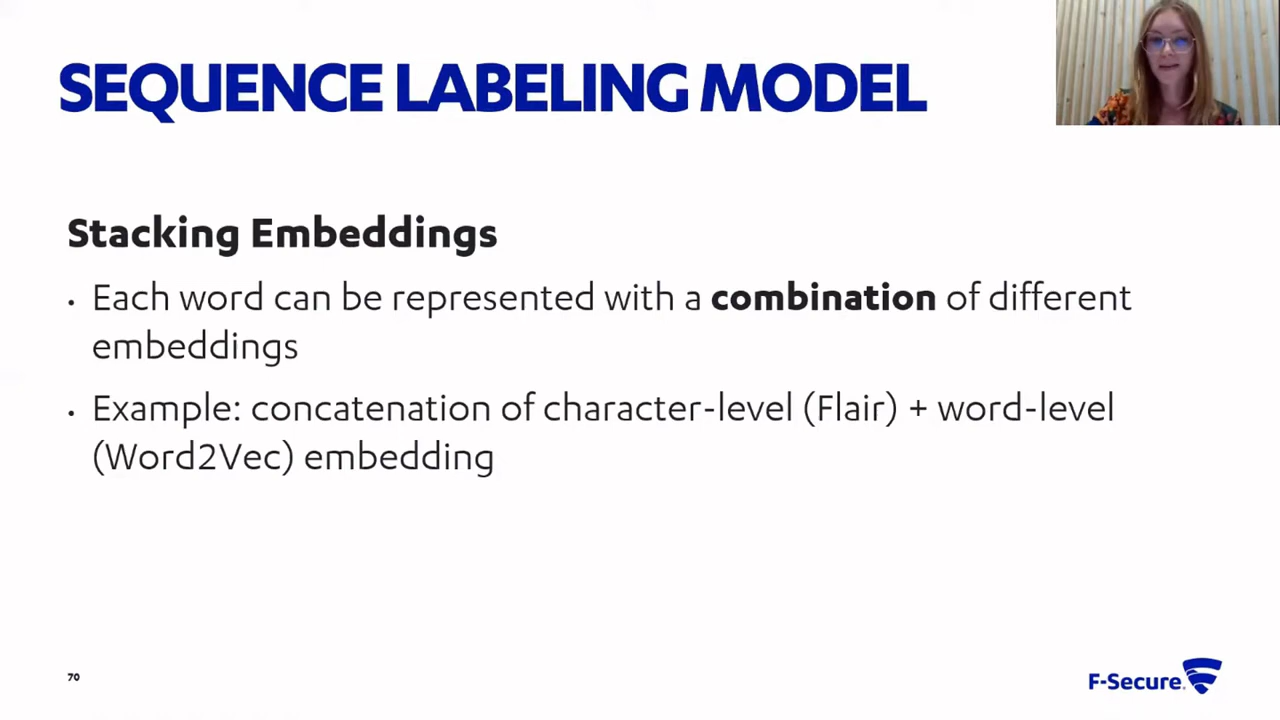 SEQUENCE LABELING MODEL
Stacking Embeddings
• Each word can be represented with a combination of different
embeddings
• Example: concatenation of character-level (Flair) + word-level
(Word2Vec) embedding
70
F-Secure.